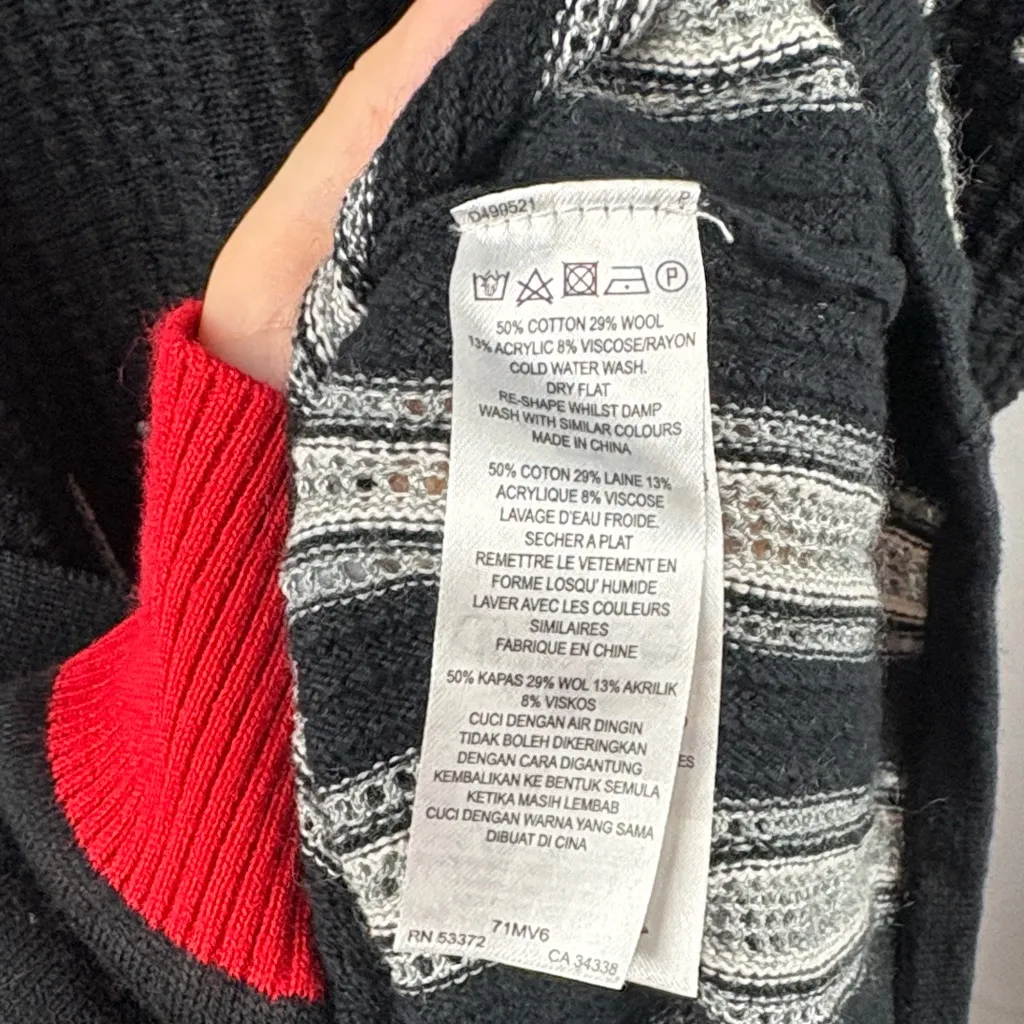 D499521
P
P
50% COTTON 29% WOOL
13% ACRYLIC 8% VISCOSE/RAYON
COLD WATER WASH.
DRY FLAT
RE-SHAPE WHILST DAMP
WASH WITH SIMILAR COLOURS
MADE IN CHINA
50% COTON 29% LAINE 13%
ACRYLIQUE 8% VISCOSE
LAVAGE D'EAU FROIDE.
SECHER A PLAT
REMETTRE LE VETEMENT EN
FORME LOSQU' HUMIDE
LAVER AVEC LES COULEURS
SIMILAIRES
FABRIQUE EN CHINE
50% KAPAS 29% WOL 13% AKRILIK
8% VISKOS
CUCI DENGAN AIR DINGIN
TIDAK BOLEH DIKERINGKAN
DENGAN CARA DIGANTUNG
KEMBALIKAN KE BENTUK SEMULA
KETIKA MASIH LEMBAB
CUCI DENGAN WARNA YANG SAMA
DIBUAT DI CINA
71MV6
RN 53372
CA 34338
ES